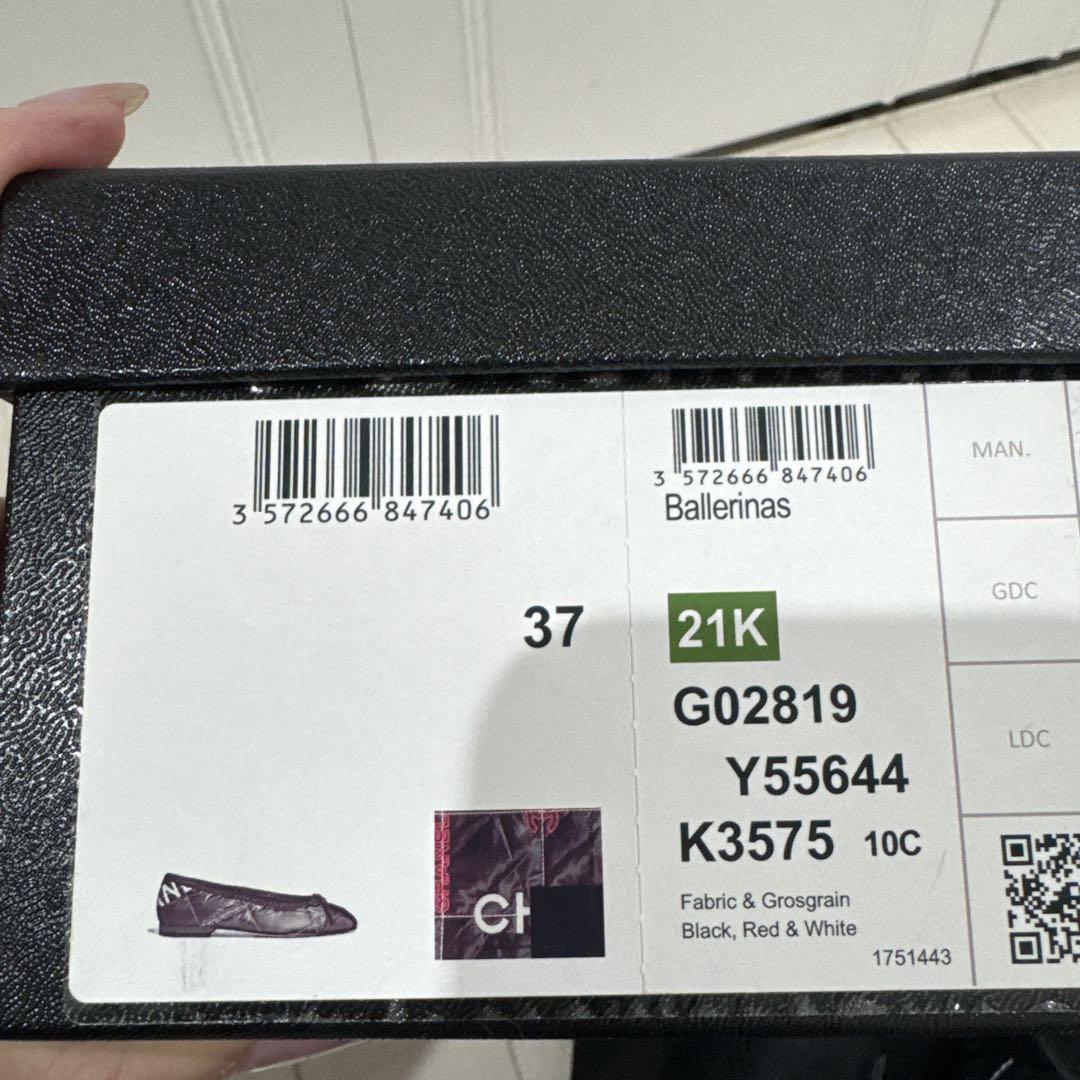 3 572666 847406
37
CH
3 572666 847406
Ballerinas
21K
G02819
Y55644
K3575 10C
Fabric & Grosgrain
Black, Red & White
1751443
MAN.
GDC
LDC